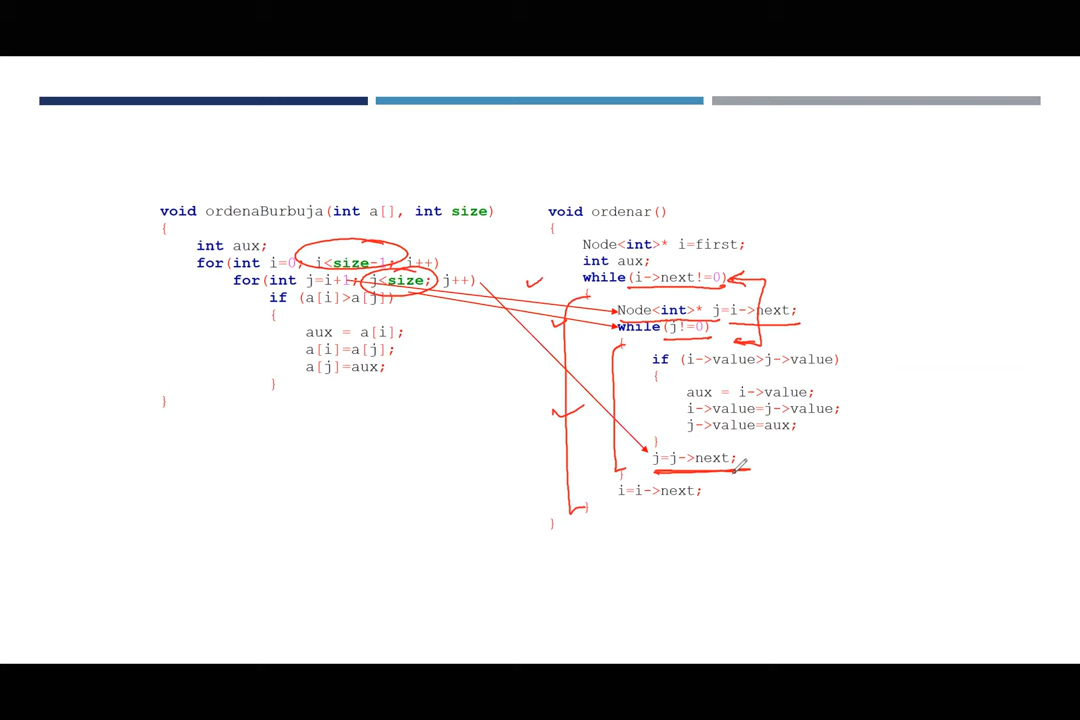 void ordenaBurbuja(int a[], int size)
{
int aux;
for(int i=0; i<size-1; i++)
for(int j=i+1; j<size; j++)
if (a[i]>a[j])
{
aux = a[i];
a[i]=a[j];
a[j]=aux;
}
}
void ordenar()
{
Node<int>* i=first;
int aux;
while(i->next!=0)
{
Node<int>* j=i->next;
while(j!=0)
{
if (i->value>j->value)
{
aux = i->value;
i->value=j->value;
j->value=aux;
}
j=j->next;
}
i=i->next;
}
}